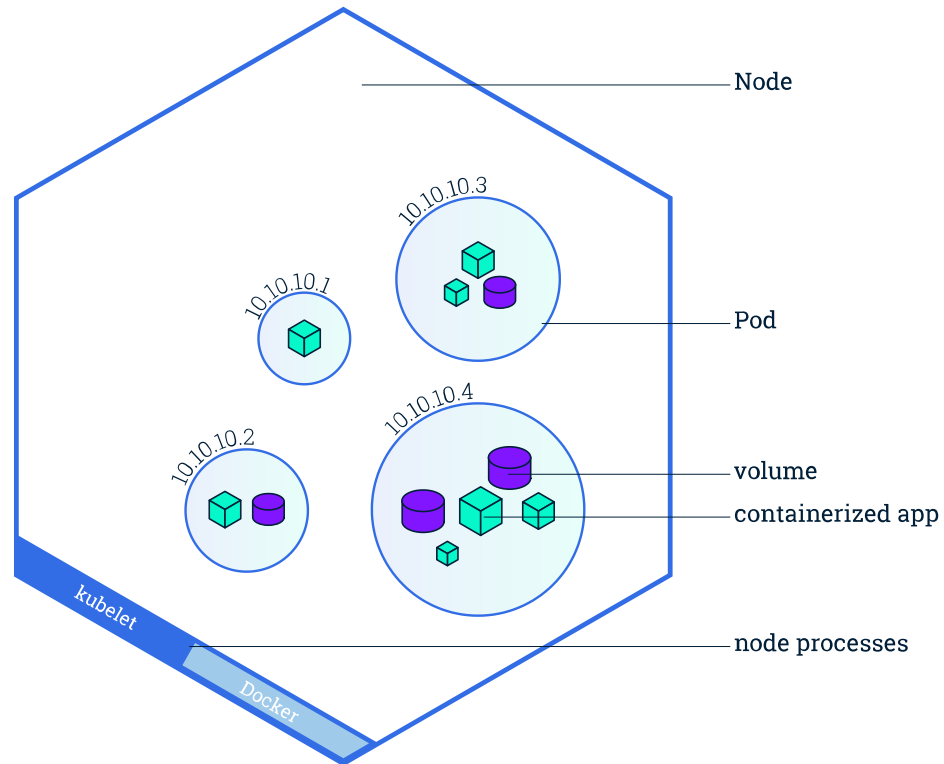 Node
10.10.10.3
10.10.10.1
Pod
10.10.10.4
10.10.10.2
volume
containerized app
kubelet
node processes
Docker